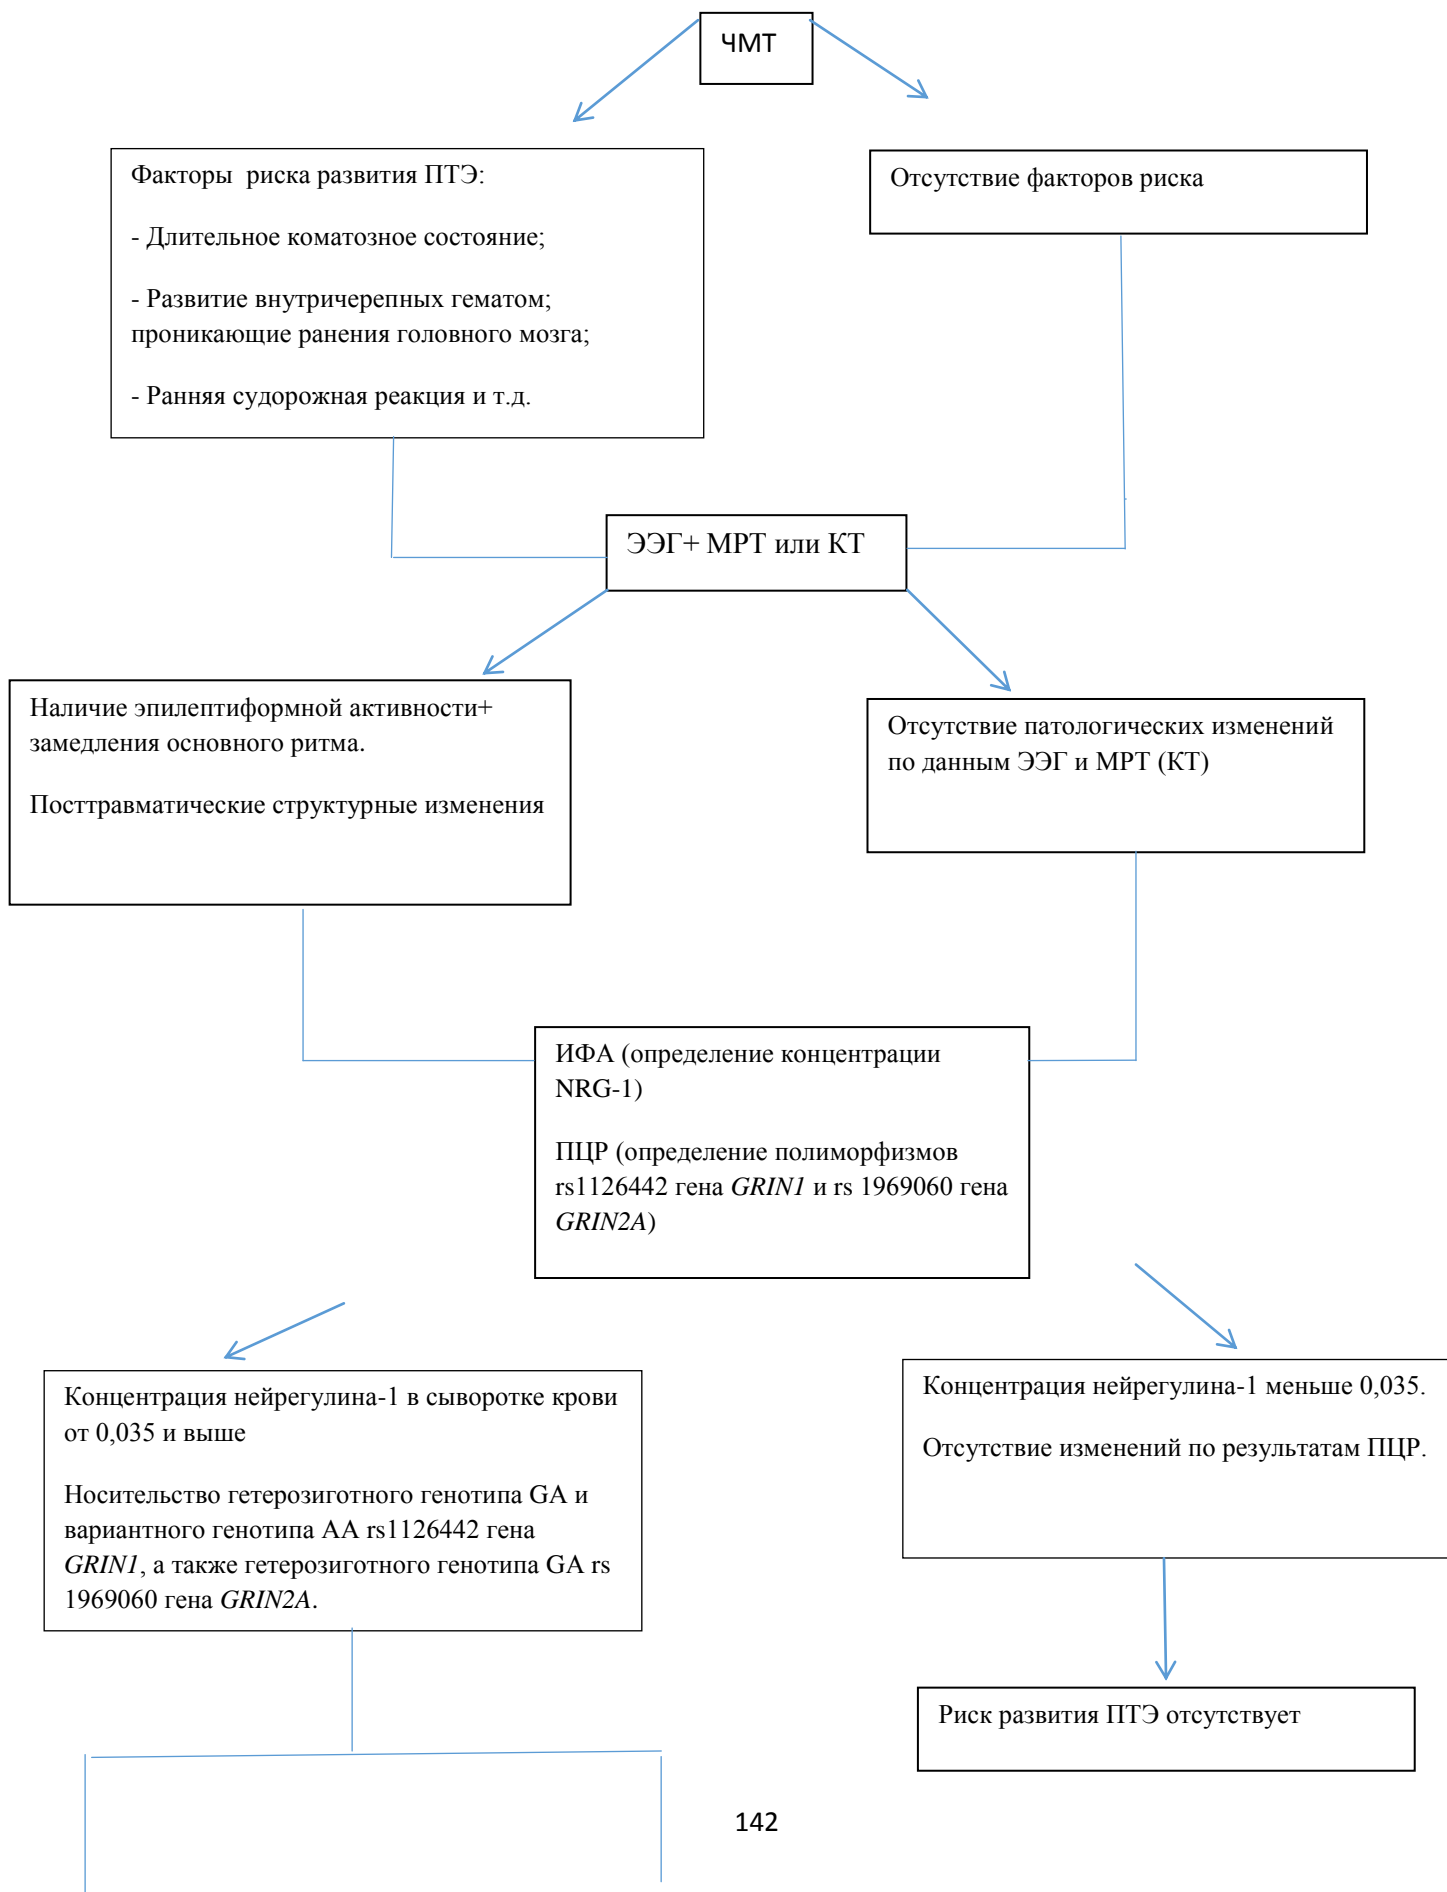 ЧМТ
Факторы  риска развития ПТЭ:
- Длительное коматозное состояние;
- Развитие внутричерепных гематом;
проникающие ранения головного мозга;
- Ранняя судорожная реакция и т.д.
Отсутствие факторов риска
ЭЭГ+ МРТ или КТ
Наличие эпилептиформной активности+
замедления основного ритма.
Посттравматические структурные изменения
Отсутствие патологических изменений
по данным ЭЭГ и МРТ (КТ)
ИФА (определение концентрации
NRG-1)
ПЦР (определение полиморфизмов
rs1126442 гена GRIN1 и rs 1969060 гена
GRIN2A)
Концентрация нейрегулина-1 в сыворотке крови
от 0,035 и выше
Носительство гетерозиготного генотипа GA и
вариантного генотипа AA rs1126442 гена
GRIN1, а также гетерозиготного генотипа GA rs
1969060 гена GRIN2A.
Концентрация нейрегулина-1 меньше 0,035.
Отсутствие изменений по результатам ПЦР.
Риск развития ПТЭ отсутствует
142